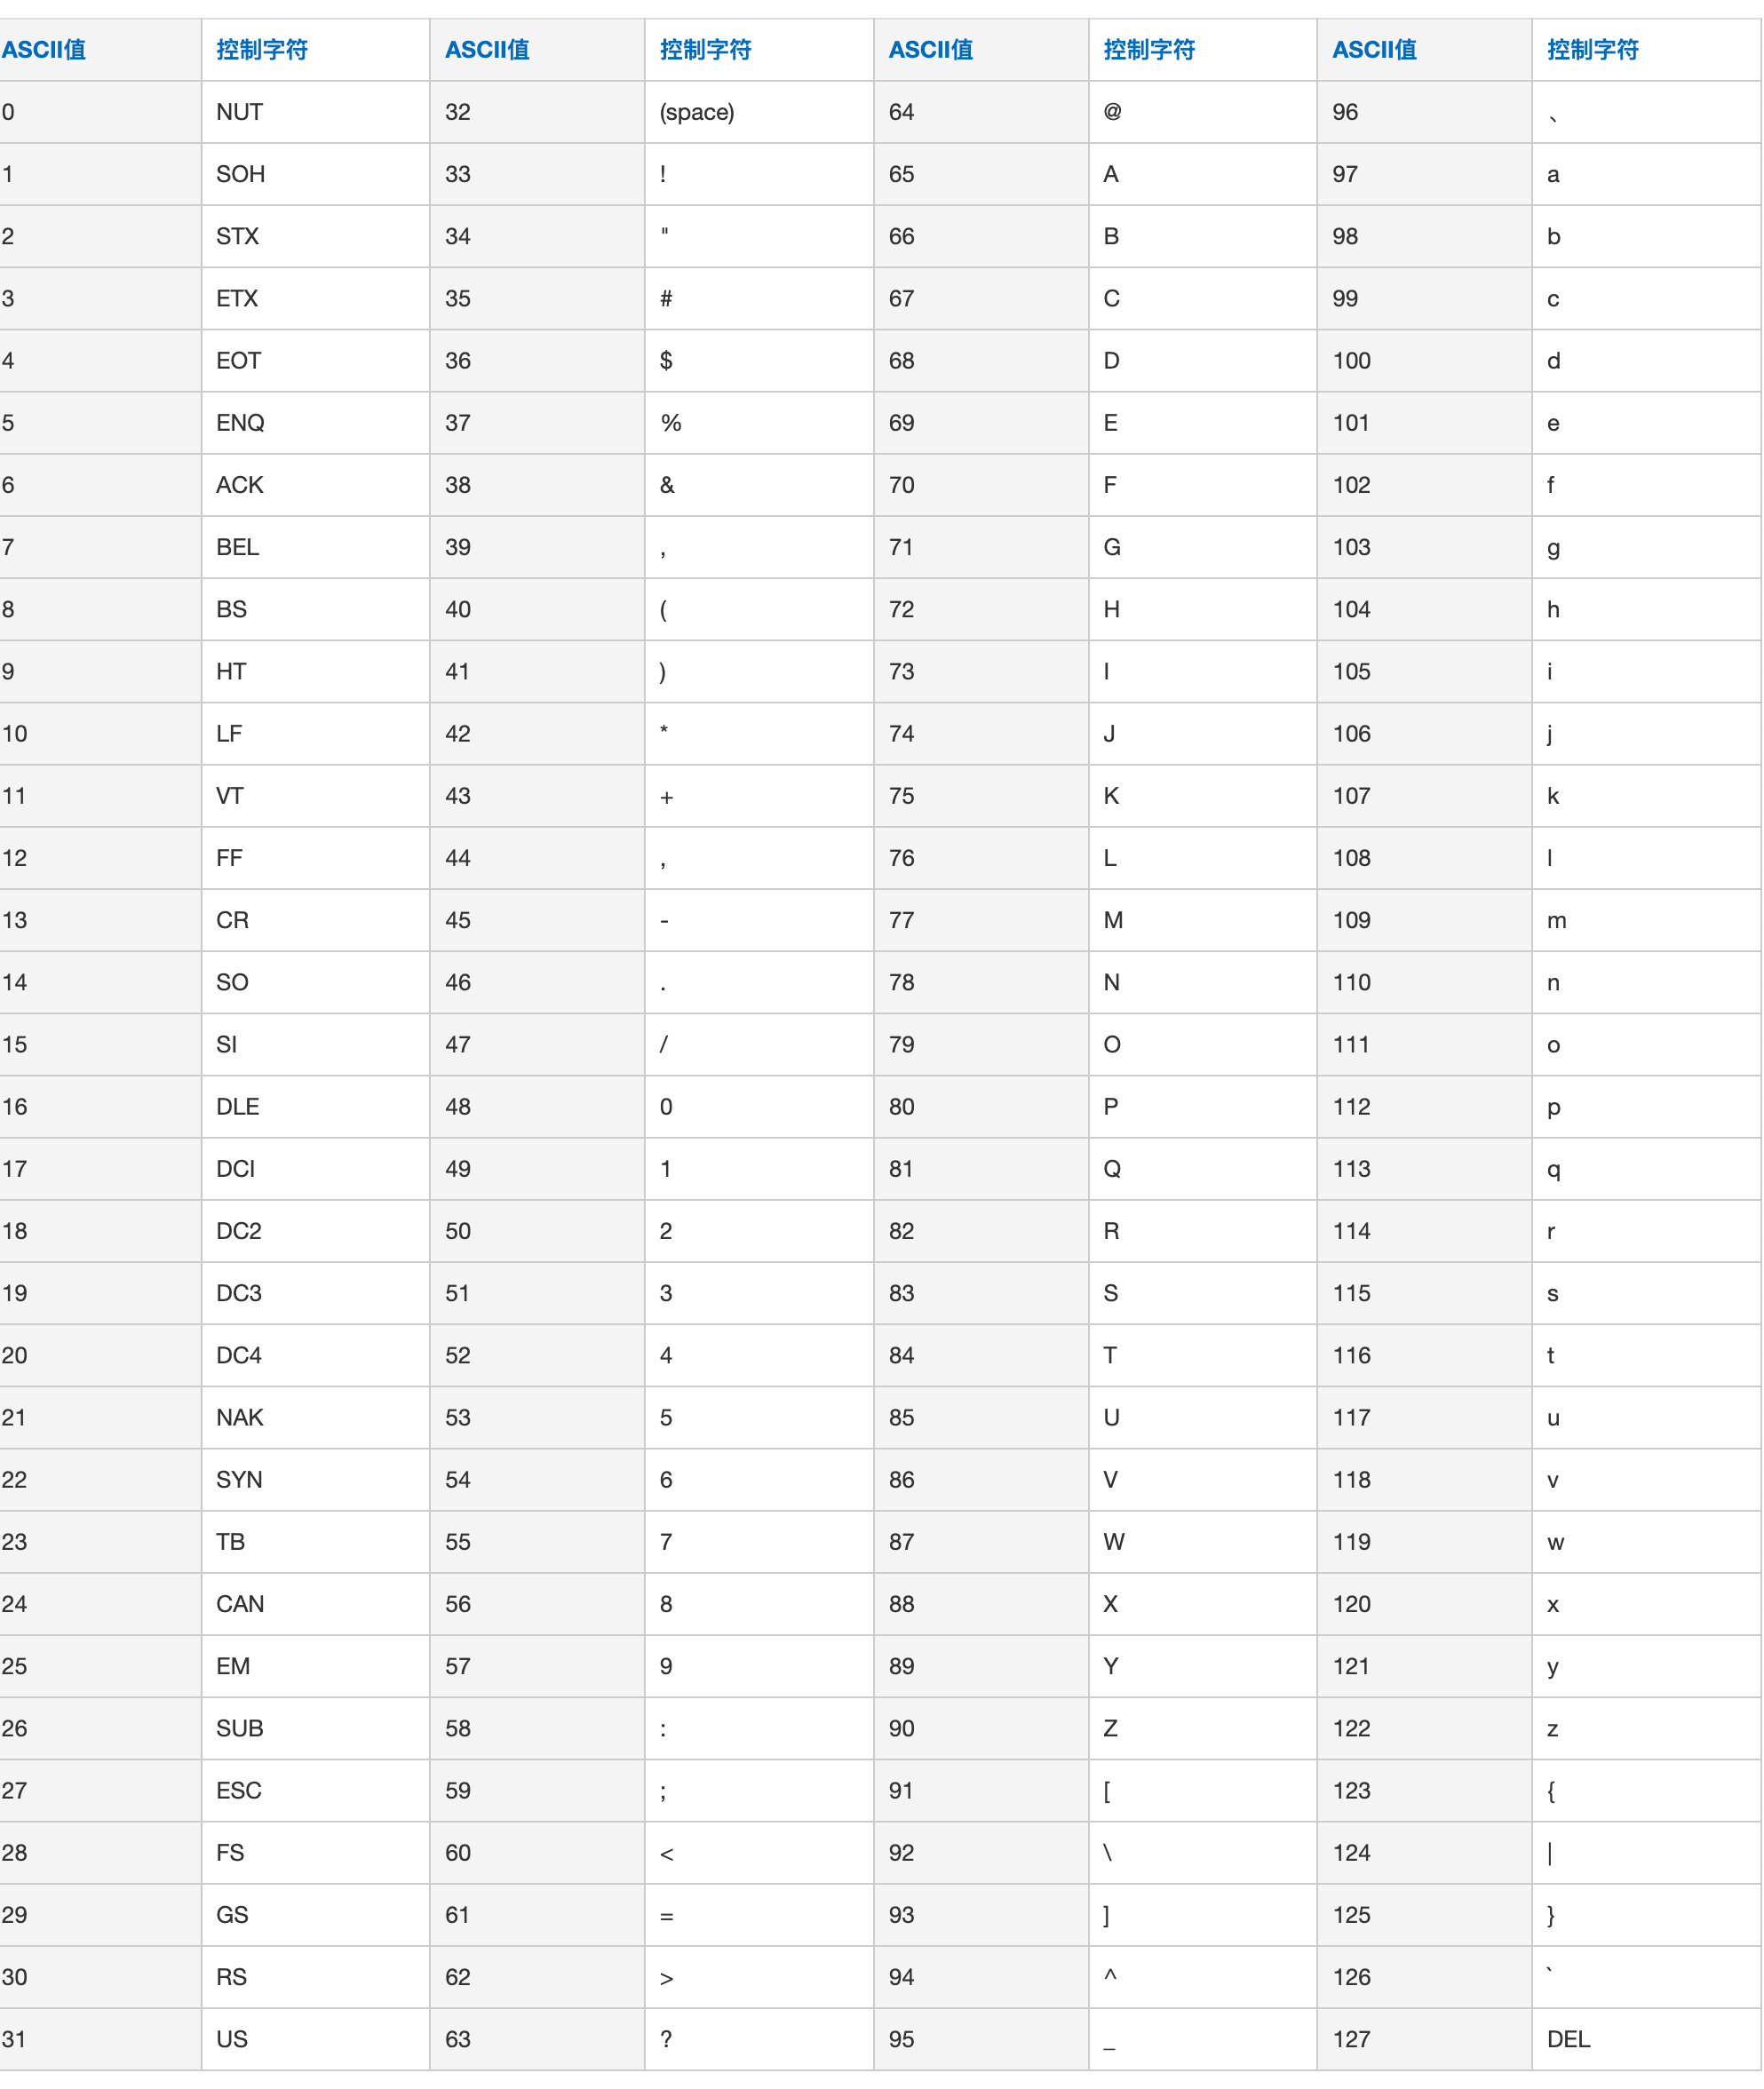 ASCII值 控制字符 ASCII值 控制字符 ASCII值 控制字符 ASCII值 控制字符
0 NUT 32 (space) 64 @ 96 、
1 SOH 33 ! 65 A 97 a
2 STX 34 " 66 B 98 b
3 ETX 35 # 67 C 99 c
4 EOT 36 $ 68 D 100 d
5 ENQ 37 % 69 E 101 e
6 ACK 38 & 70 F 102 f
7 BEL 39 , 71 G 103 g
8 BS 40 ( 72 H 104 h
9 HT 41 ) 73 I 105 i
10 LF 42 * 74 J 106 j
11 VT 43 + 75 K 107 k
12 FF 44 , 76 L 108 l
13 CR 45 - 77 M 109 m
14 SO 46 . 78 N 110 n
15 SI 47 / 79 O 111 o
16 DLE 48 0 80 P 112 p
17 DCI 49 1 81 Q 113 q
18 DC2 50 2 82 R 114 r
19 DC3 51 3 83 S 115 s
20 DC4 52 4 84 T 116 t
21 NAK 53 5 85 U 117 u
22 SYN 54 6 86 V 118 v
23 TB 55 7 87 W 119 w
24 CAN 56 8 88 X 120 x
25 EM 57 9 89 Y 121 y
26 SUB 58 : 90 Z 122 z
27 ESC 59 ; 91 [ 123 {
28 FS 60 < 92 \ 124 |
29 GS 61 = 93 ] 125 }
30 RS 62 > 94 ^ 126 `
31 US 63 ? 95 _ 127 DEL